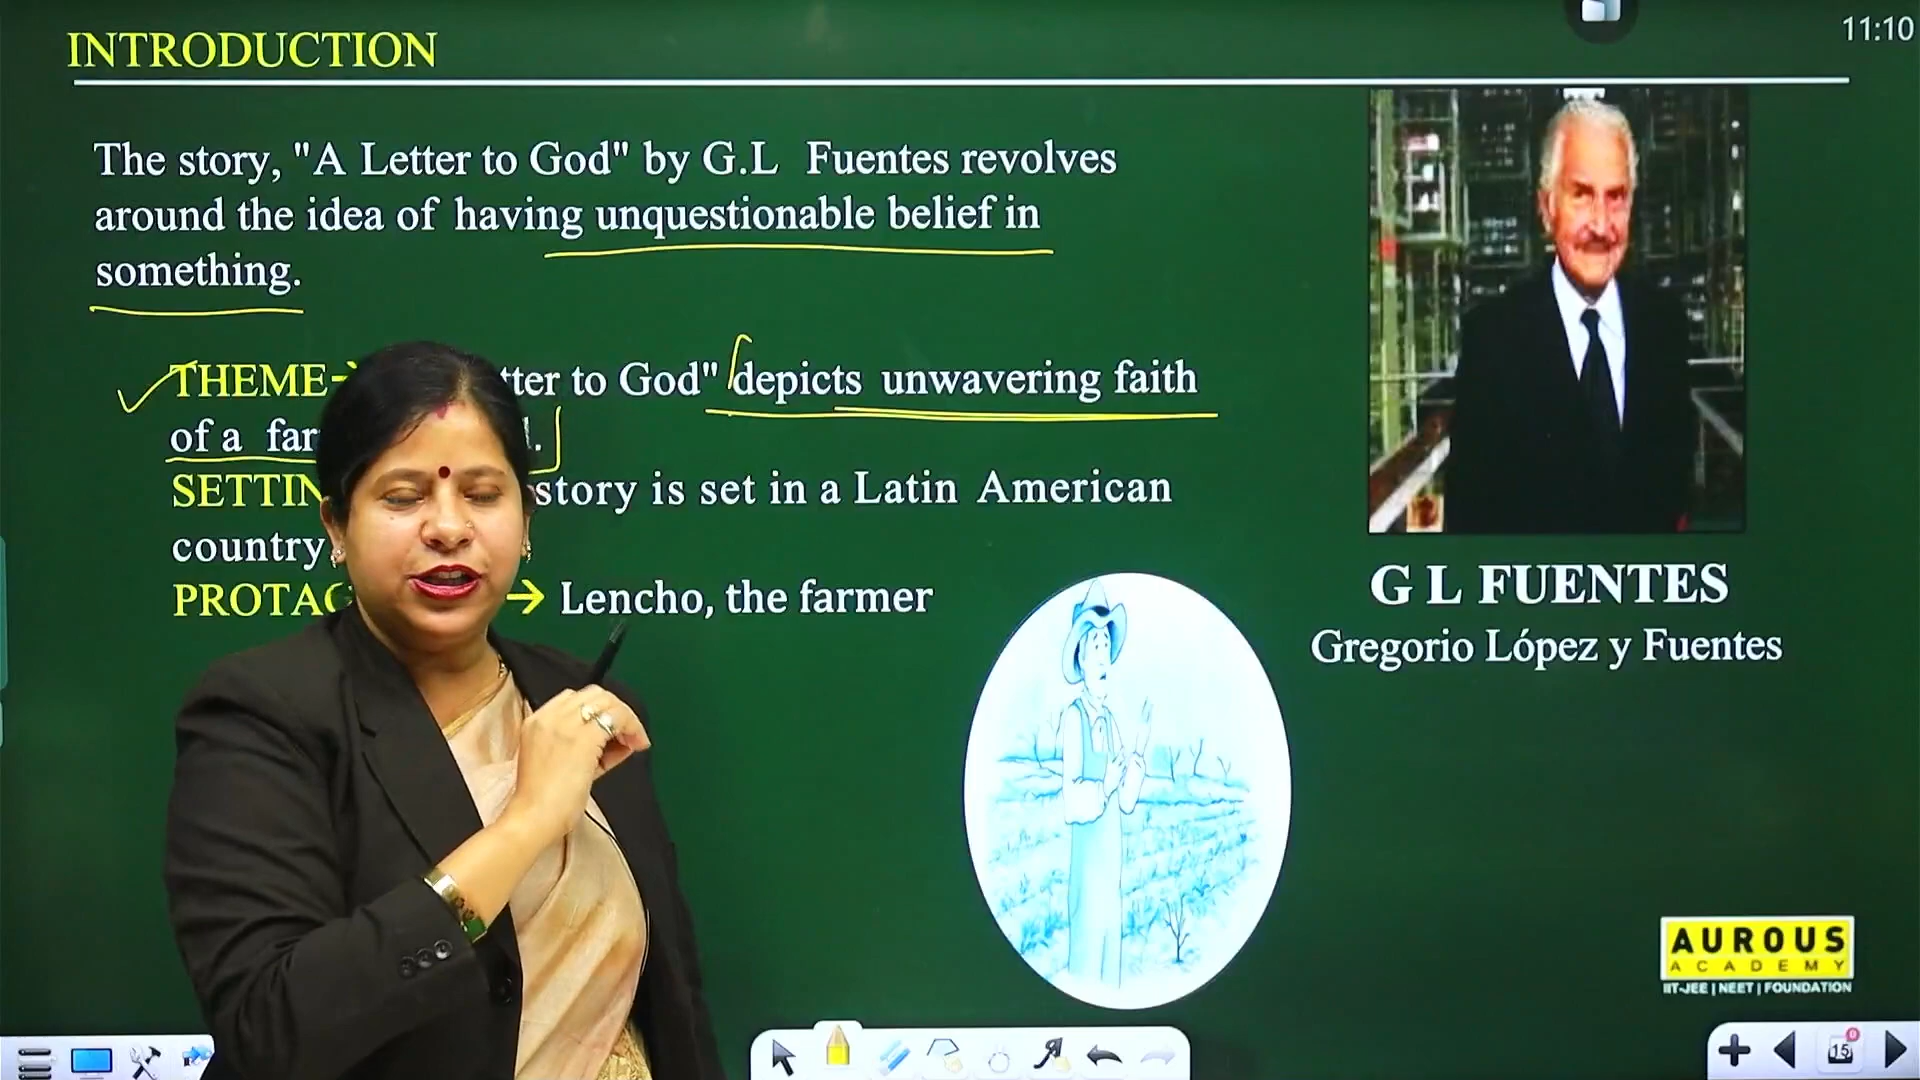 INTRODUCTION
11:10
The story, "A Letter to God" by G.L Fuentes revolves
around the idea of having unquestionable belief in
something.
THEME tter to God" depicts unwavering faith
of a far
SETTIN story is set in a Latin American
country
PROTAG → Lencho, the farmer
G L FUENTES
Gregorio López y Fuentes
AUROUS
ACADEMY
IIT-JEE | NEET | FOUNDATION
15
0